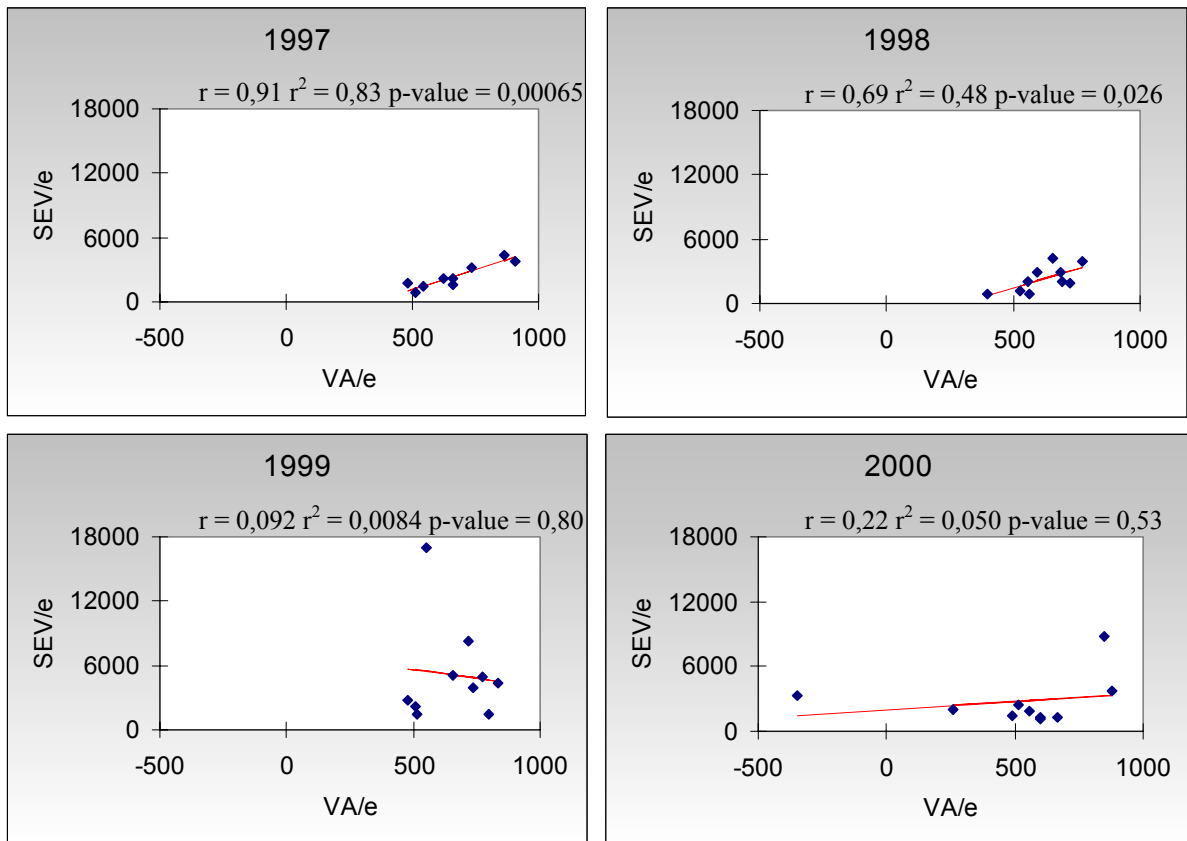 1997
r = 0,91 r² = 0,83 p-value = 0,00065
18000
12000
6000
0
SEV/e
-500 0 500 1000
VA/e
1998
r = 0,69 r² = 0,48 p-value = 0,026
18000
12000
6000
0
SEV/e
-500 0 500 1000
VA/e
1999
r = 0,092 r² = 0,0084 p-value = 0,80
18000
12000
6000
0
SEV/e
-500 0 500 1000
VA/e
2000
r = 0,22 r² = 0,050 p-value = 0,53
18000
12000
6000
0
SEV/e
-500 0 500 1000
VA/e